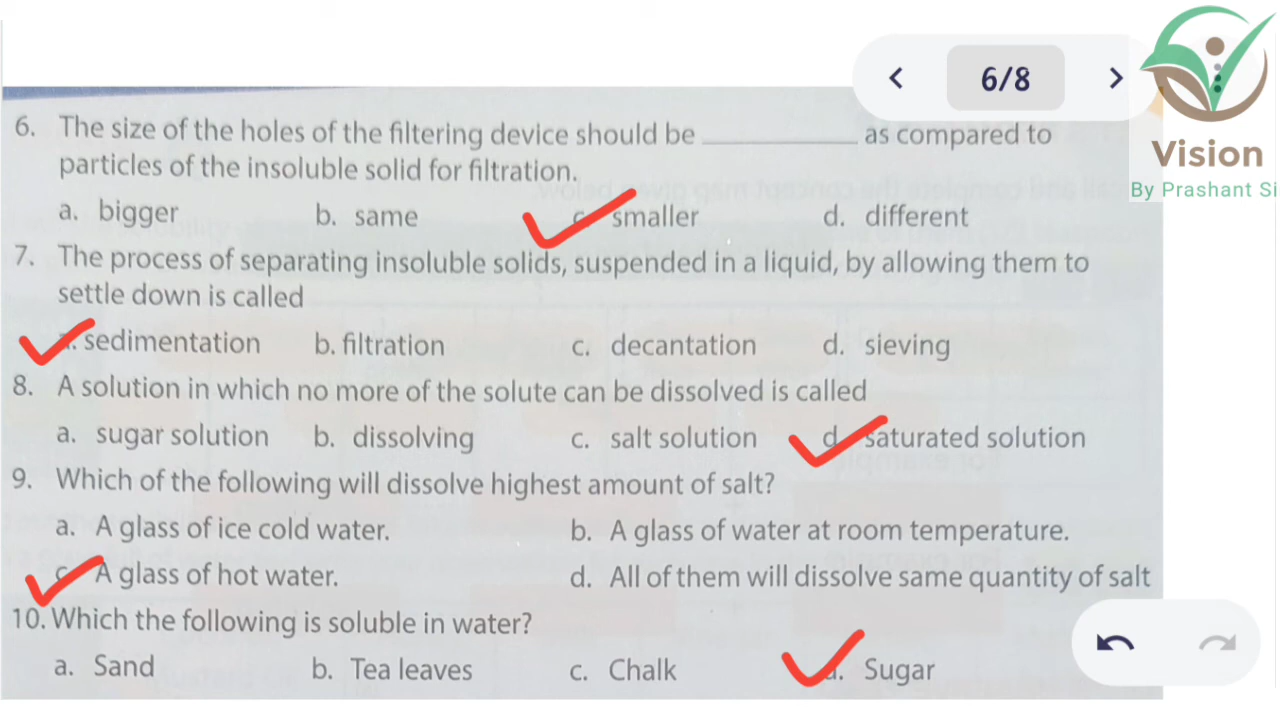 6/8
Vision
By Prashant Si
6. The size of the holes of the filtering device should be __________ as compared to
particles of the insoluble solid for filtration.
a. bigger b. same c. smaller d. different
7. The process of separating insoluble solids, suspended in a liquid, by allowing them to
settle down is called
a. sedimentation b. filtration c. decantation d. sieving
8. A solution in which no more of the solute can be dissolved is called
a. sugar solution b. dissolving c. salt solution d. saturated solution
9. Which of the following will dissolve highest amount of salt?
a. A glass of ice cold water. b. A glass of water at room temperature.
c. A glass of hot water. d. All of them will dissolve same quantity of salt
10. Which the following is soluble in water?
a. Sand b. Tea leaves c. Chalk d. Sugar